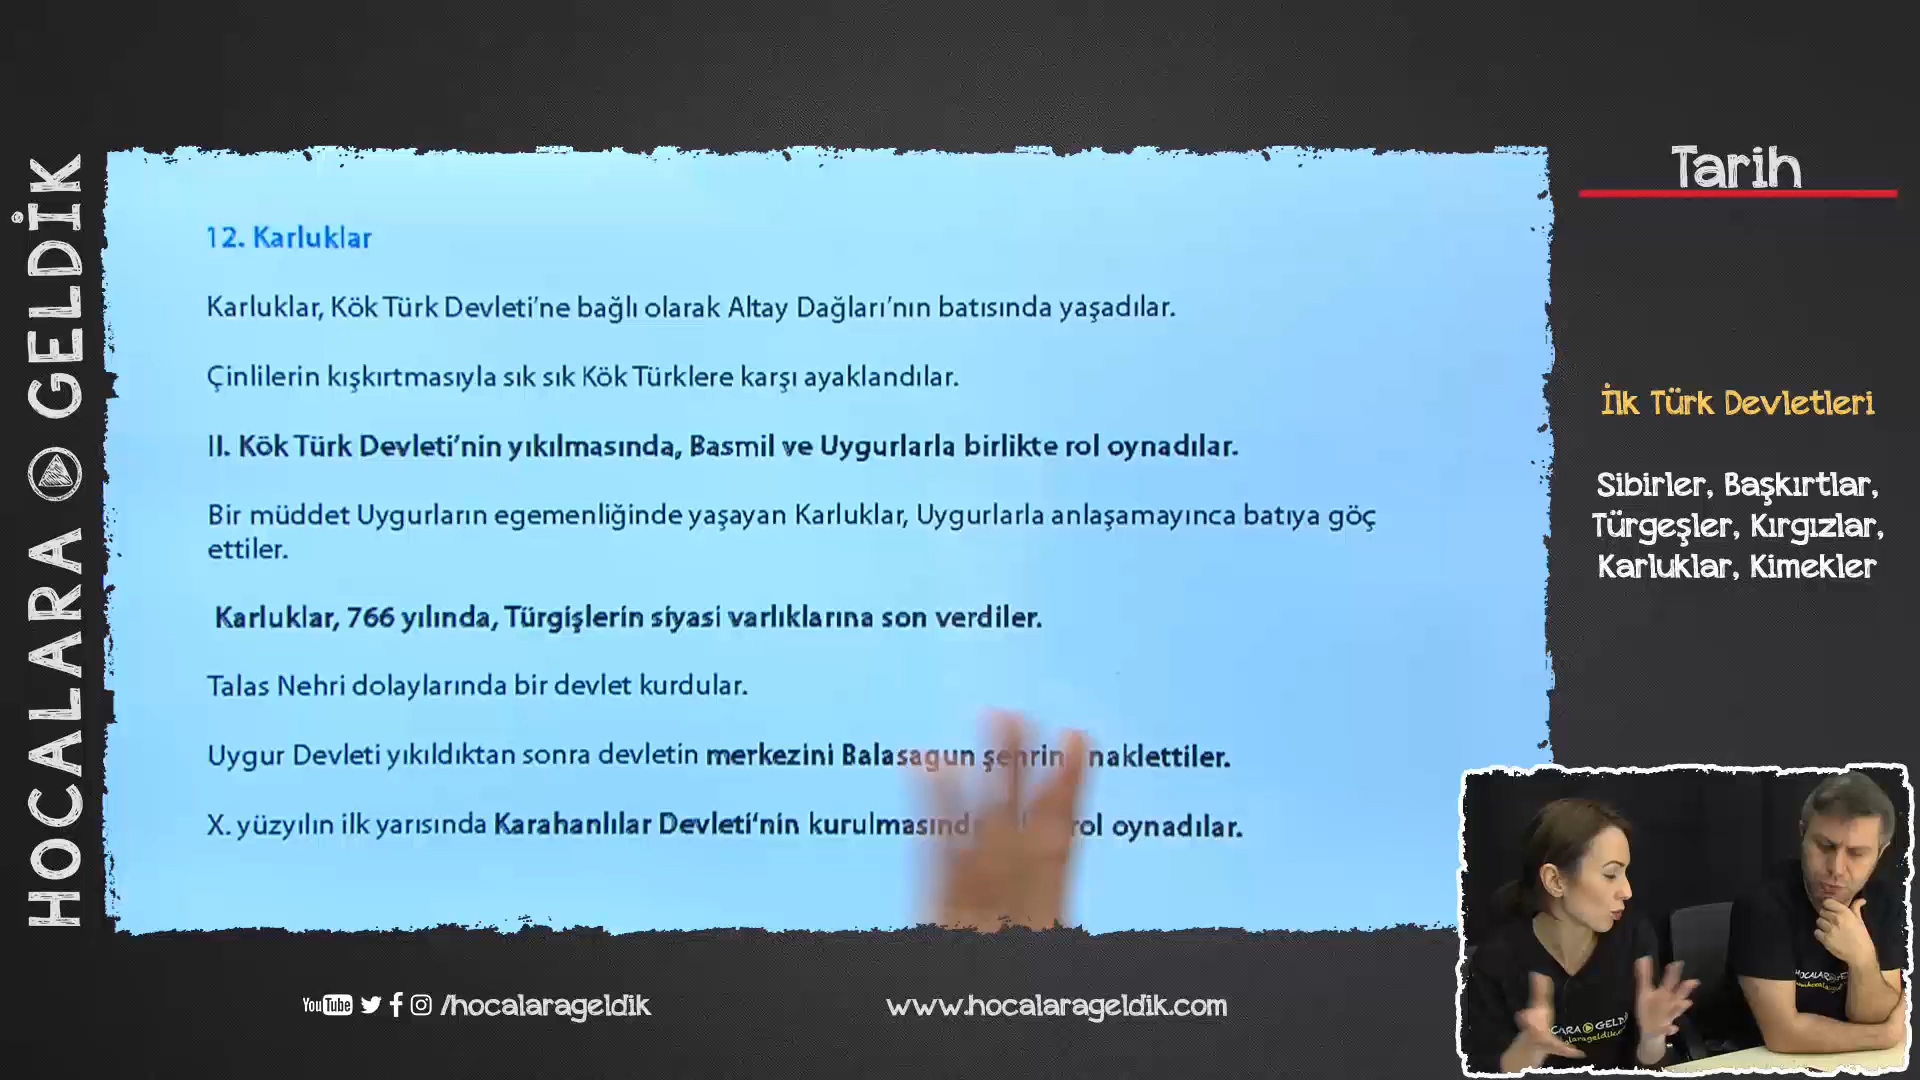 HOCALARA GELDİK
Tarih
12. Karluklar
Karluklar, Kök Türk Devleti'ne bağlı olarak Altay Dağları'nın batısında yaşadılar.
Çinlilerin kışkırtmasıyla sık sık Kök Türklere karşı ayaklandılar.
II. Kök Türk Devleti'nin yıkılmasında, Basmil ve Uygurlarla birlikte rol oynadılar.
Bir müddet Uygurların egemenliğinde yaşayan Karluklar, Uygurlarla anlaşamayınca batıya göç
ettiler.
Karluklar, 766 yılında, Türgişlerin siyasi varlıklarına son verdiler.
Talas Nehri dolaylarında bir devlet kurdular.
Uygur Devleti yıkıldıktan sonra devletin merkezini Balasagun naklettiler.
X. yüzyılın ilk yarısında Karahanlılar Devleti'nin rol oynadılar.
İlk Türk Devletleri
Sibirler, Başkırtlar,
Türgeşler, Kırgızlar,
Karluklar, Kimekler
YouTube /hocalarageldik
www.hocalarageldik.com